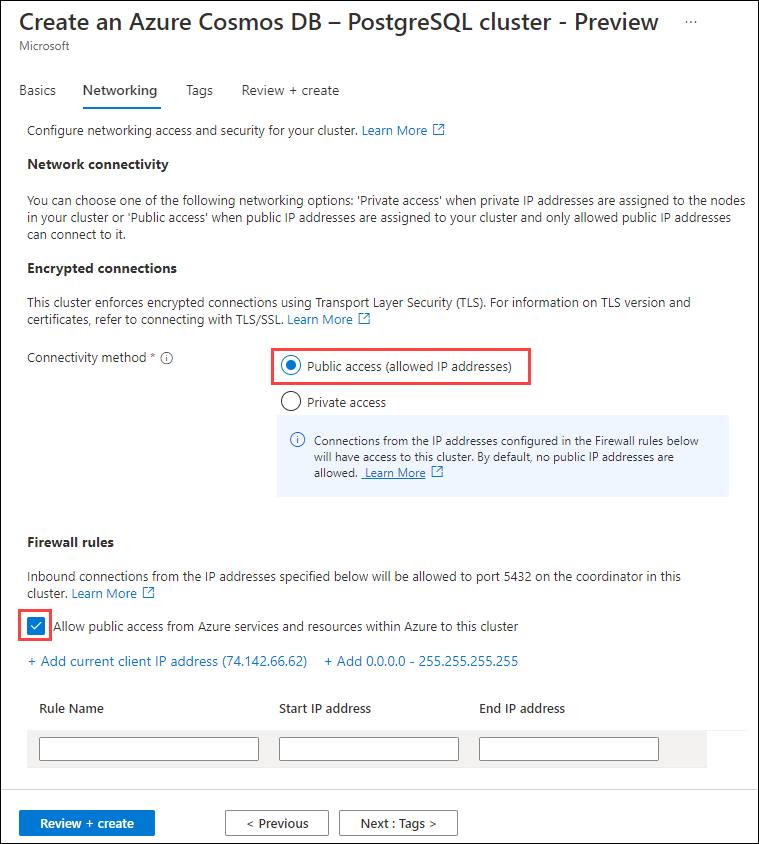 Create an Azure Cosmos DB – PostgreSQL cluster - Preview ...
Microsoft
Basics Networking Tags Review + create
Configure networking access and security for your cluster. Learn More
Network connectivity
You can choose one of the following networking options: 'Private access' when private IP addresses are assigned to the nodes
in your cluster or 'Public access' when public IP addresses are assigned to your cluster and only allowed public IP addresses
can connect to it.
Encrypted connections
This cluster enforces encrypted connections using Transport Layer Security (TLS). For information on TLS version and
certificates, refer to connecting with TLS/SSL. Learn More
Connectivity method *
Public access (allowed IP addresses)
Private access
Connections from the IP addresses configured in the Firewall rules below
will have access to this cluster. By default, no public IP addresses are
allowed. Learn More
Firewall rules
Inbound connections from the IP addresses specified below will be allowed to port 5432 on the coordinator in this
cluster. Learn More
Allow public access from Azure services and resources within Azure to this cluster
+ Add current client IP address (74.142.66.62) + Add 0.0.0.0 - 255.255.255.255
Rule Name Start IP address End IP address
Review + create < Previous Next : Tags >